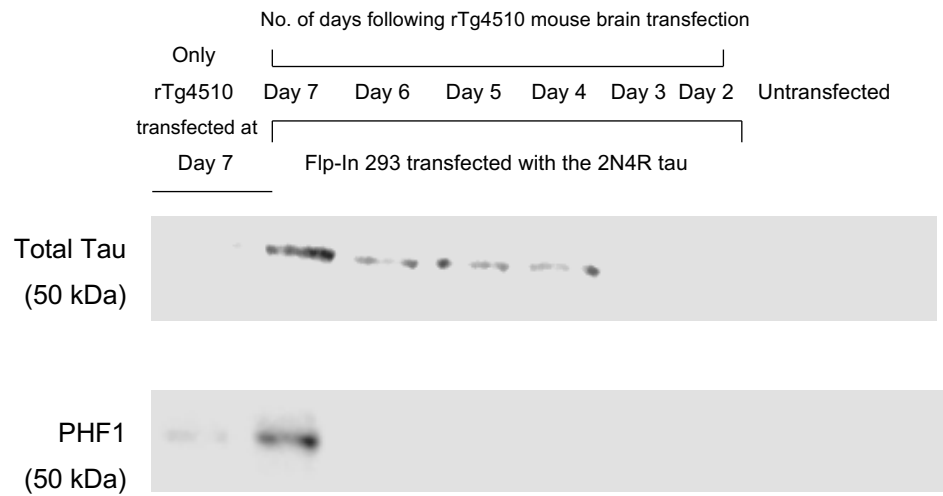 No. of days following rTg4510 mouse brain transfection
Only
rTg4510 Day 7 Day 6 Day 5 Day 4 Day 3 Day 2 Untransfected
transfected at
Day 7 Flp-In 293 transfected with the 2N4R tau
Total Tau
(50 kDa)
PHF1
(50 kDa)